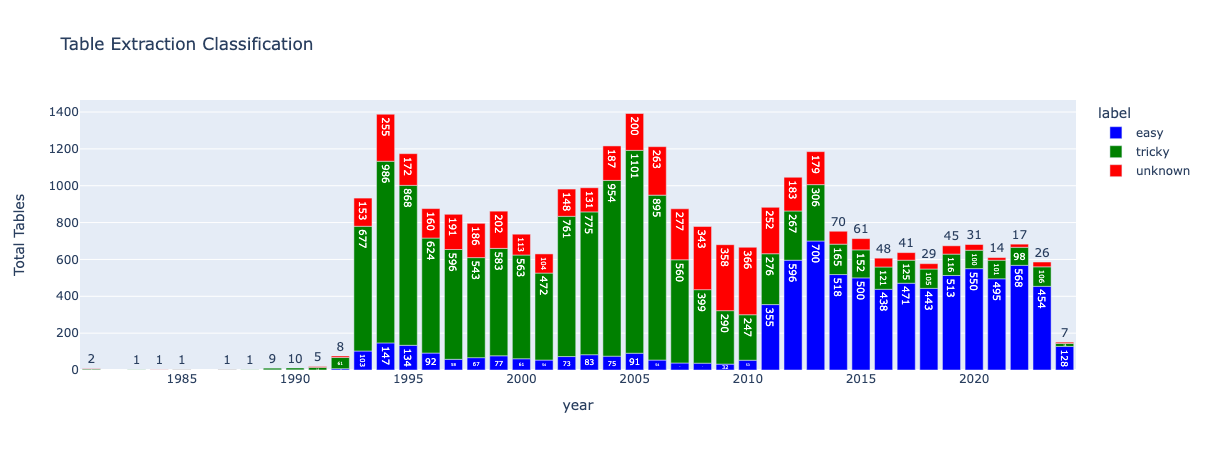 Table Extraction Classification
label
easy
tricky
unknown
Total Tables
1400
1200
1000
800
600
400
200
0
2 1 1 1 1 1 9 10 5 8
153 255 172 160 191 186 202 113 104 148 131 187 200 263 277 343 358 366 252 183 179 70 61 48 41 29 45 31 14 17 26 7
61 677 986 868 624 596 543 583 563 472 761 775 954 1101 895 560 399 290 247 276 267 306 165 152 121 125 105 116 100 101 98 106
103 147 134 92 67 77 73 83 75 91 32 355 596 700 518 500 438 471 443 513 550 495 568 454 128
1985 1990 1995 2000 2005 2010 2015 2020
year